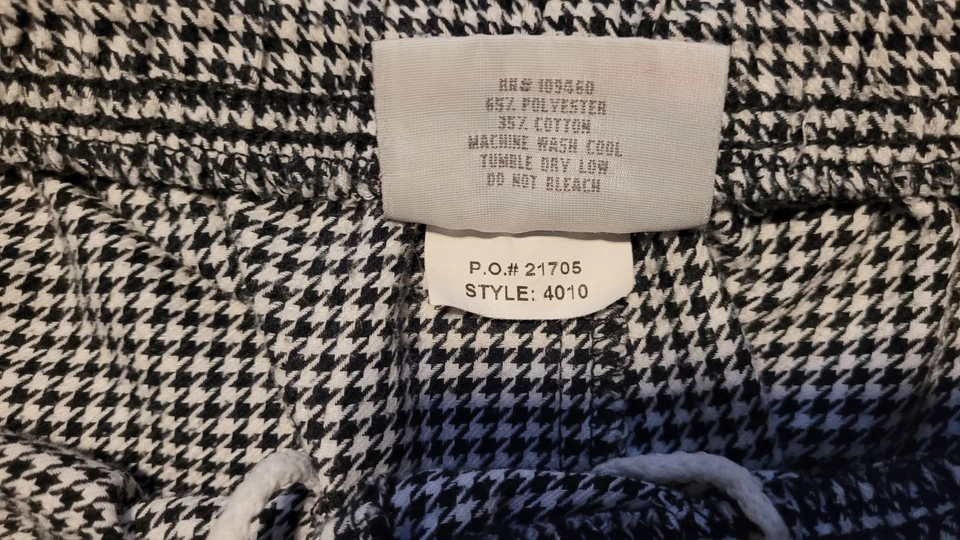 RN# 109460
65% POLYESTER
35% COTTON
MACHINE WASH COOL
TUMBLE DRY LOW
DO NOT BLEACH
P.O.# 21705
STYLE: 4010